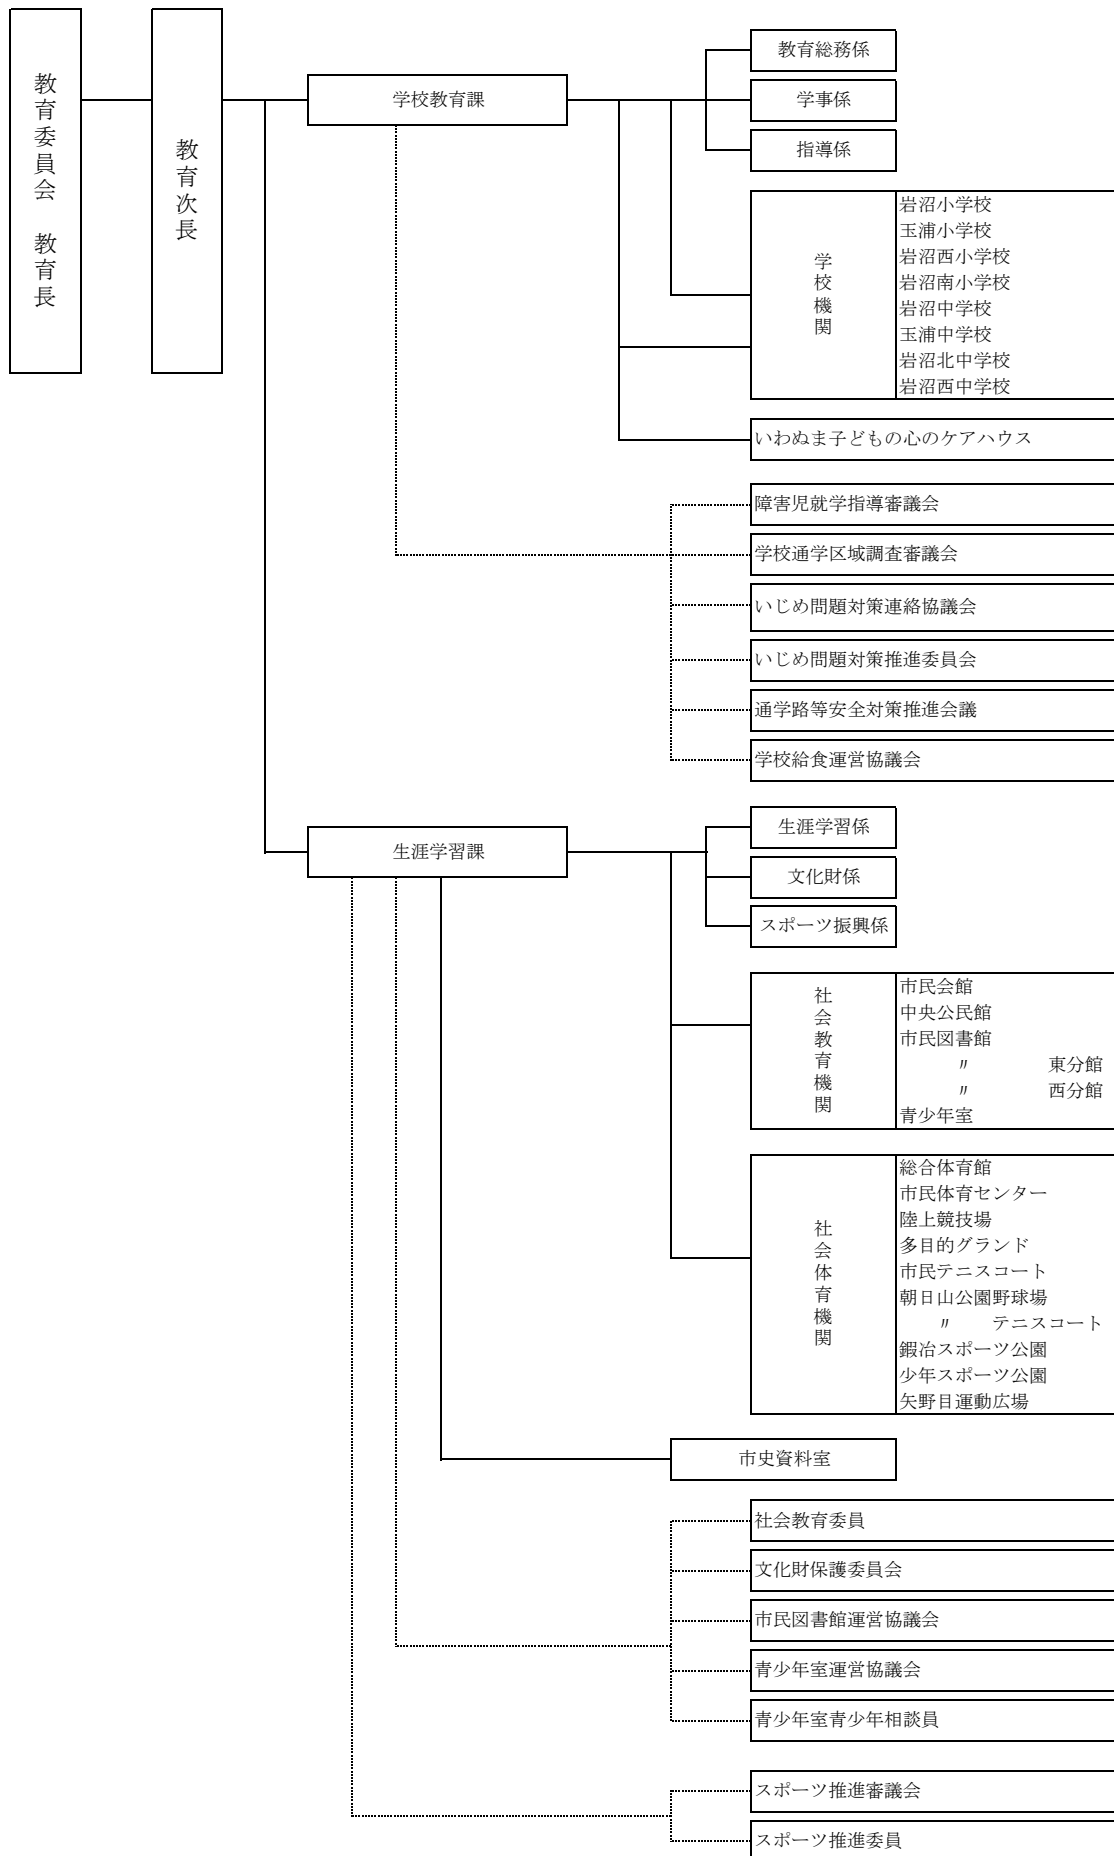 教育委員会　教育長
教育次長
学校教育課
教育総務係
学事係
指導係
学校機関
岩沼小学校
玉浦小学校
岩沼西小学校
岩沼南小学校
岩沼中学校
玉浦中学校
岩沼北中学校
岩沼西中学校
いわぬま子どもの心のケアハウス
障害児就学指導審議会
学校通学区域調査審議会
いじめ問題対策連絡協議会
いじめ問題対策推進委員会
通学路等安全対策推進会議
学校給食運営協議会
生涯学習課
生涯学習係
文化財係
スポーツ振興係
社会教育機関
市民会館
中央公民館
市民図書館
〃　東分館
〃　西分館
青少年室
社会体育機関
総合体育館
市民体育センター
陸上競技場
多目的グランド
市民テニスコート
朝日山公園野球場
〃　テニスコート
鍜冶スポーツ公園
少年スポーツ公園
矢野目運動広場
市史資料室
社会教育委員
文化財保護委員会
市民図書館運営協議会
青少年室運営協議会
青少年室青少年相談員
スポーツ推進審議会
スポーツ推進委員